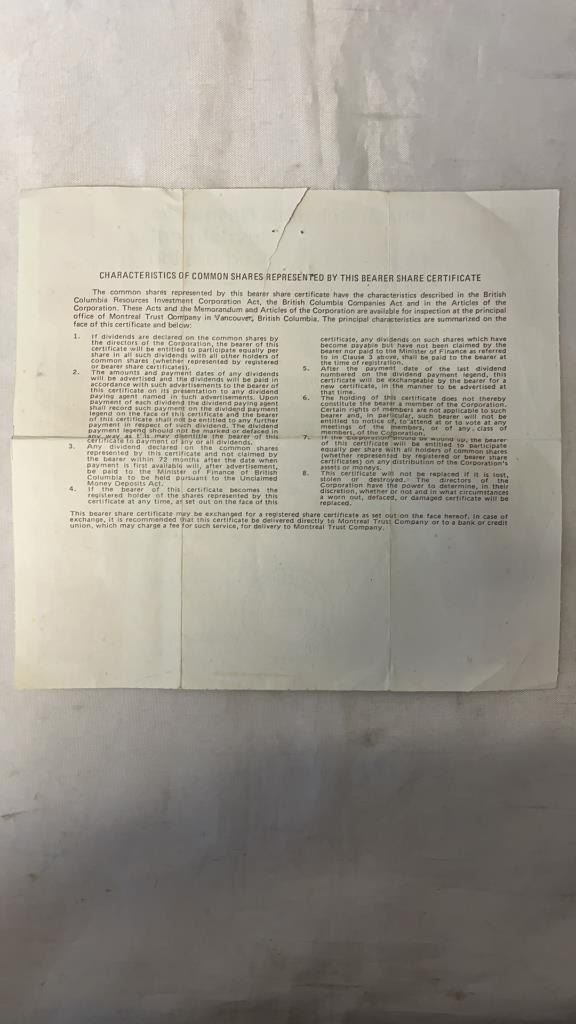 CHARACTERISTICS OF COMMON SHARES REPRESENTED BY THIS BEARER SHARE CERTIFICATE
The common shares represented by this bearer share certificate have the characteristics described in the British
Columbia Resources Investment Corporation Act, the British Columbia Companies Act and in the Articles of the
Corporation. These Acts and the Memorandum and Articles of the Corporation are available for inspection at the principal
office of Montreal Trust Company in Vancouver, British Columbia. The principal characteristics are summarized on the
face of this certificate and below:
1. If dividends are declared on the common shares by
the directors of the Corporation, the bearer of this
certificate will be entitled to participate equally per
share in all such dividends with all other holders of
common shares (whether represented by registered
or bearer share certificates).
2. The amounts and payment dates of any dividends
will be advertised and the dividends will be paid in
accordance with such advertisements to the bearer of
this certificate on its presentation to any dividend
paying agent named in such advertisements. Upon
payment of each dividend the dividend paying agent
shall record such payment on the dividend payment
legend on the face of this certificate and the bearer
of this certificate shall not be entitled to any further
payment in respect of such dividend. The dividend
payment legend should not be marked or defaced in
any way as it may disentitle the bearer of this
certificate to payment of any or all dividends.
3. Any dividend declared on the common shares
represented by this certificate and not claimed by
the bearer within 72 months after the date when
payment is first available will, after advertisement,
be paid to the Minister of Finance of British
Columbia to be held pursuant to the Unclaimed
Money Deposits Act.
4. If the bearer of this certificate becomes the
registered holder of the shares represented by this
certificate at any time, as set out on the face of this
certificate, any dividends on such shares which have
become payable but have not been claimed by the
bearer nor paid to the Minister of Finance as referred
to in Clause 3 above, shall be paid to the bearer at
the time of registration.
5. After the payment date of the last dividend
numbered on the dividend payment legend, this
certificate will be exchangeable by the bearer for a
new certificate, in the manner to be advertised at
that time.
6. The holding of this certificate does not thereby
constitute the bearer a member of the Corporation.
Certain rights of members are not applicable to such
bearer and, in particular, such bearer will not be
entitled to notice of, to attend at or to vote at any
meetings of the members, or of any class of
members, of the Corporation.
7. If the Corporation should be wound up, the bearer
of this certificate will be entitled to participate
equally per share with all holders of common shares
(whether represented by registered or bearer share
certificates) on any distribution of the Corporation's
assets or moneys.
8. This certificate will not be replaced if it is lost,
stolen or destroyed. The directors of the
Corporation have the power to determine, in their
discretion, whether or not and in what circumstances
a worn out, defaced, or damaged certificate will be
replaced.
This bearer share certificate may be exchanged for a registered share certificate as set out on the face hereof. In case of
exchange, it is recommended that this certificate be delivered directly to Montreal Trust Company or to a bank or credit
union, which may charge a fee for such service, for delivery to Montreal Trust Company.